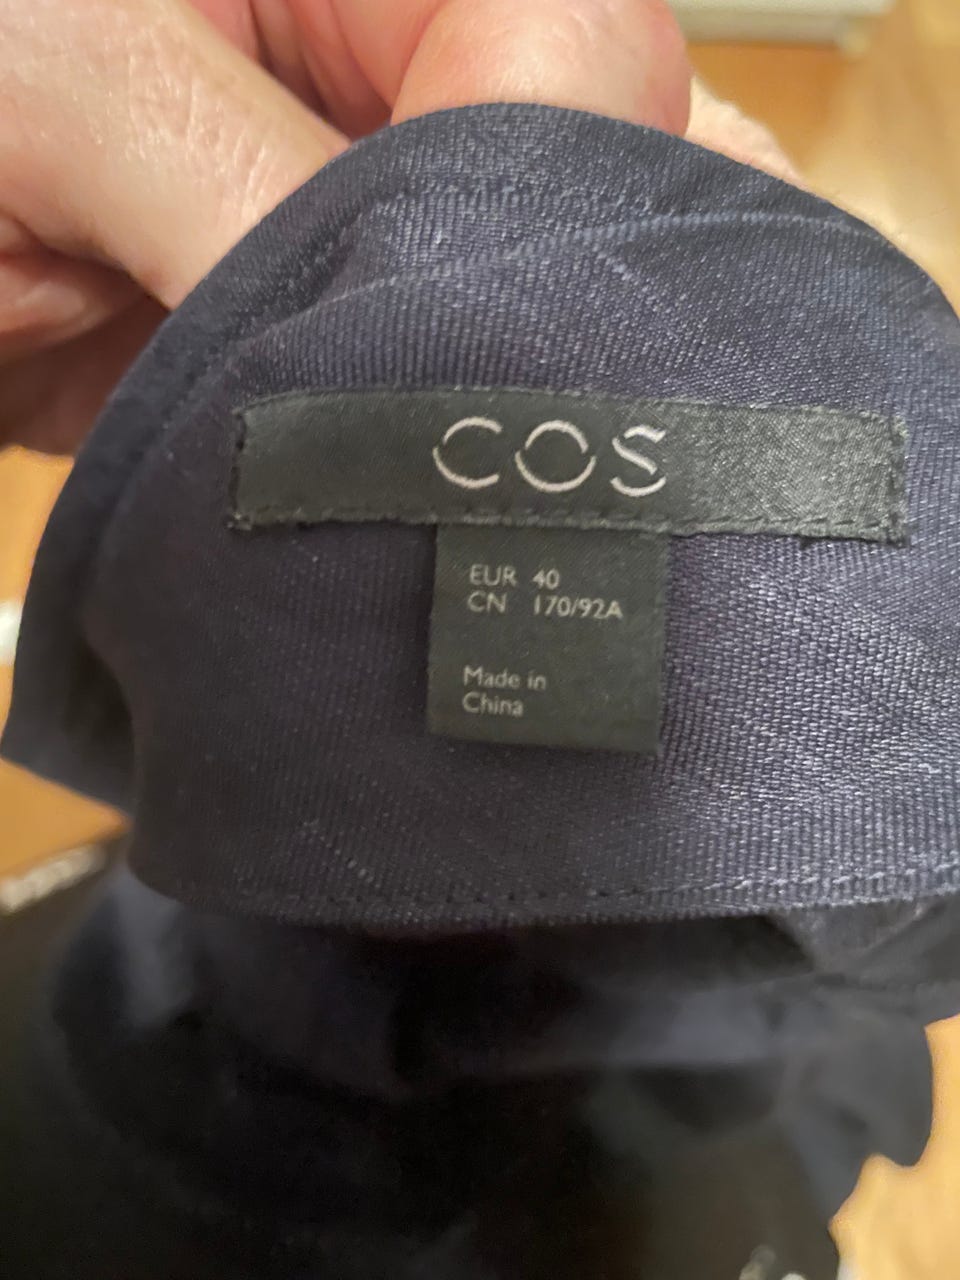 COS
EUR 40
CN 170/92A
Made in
China